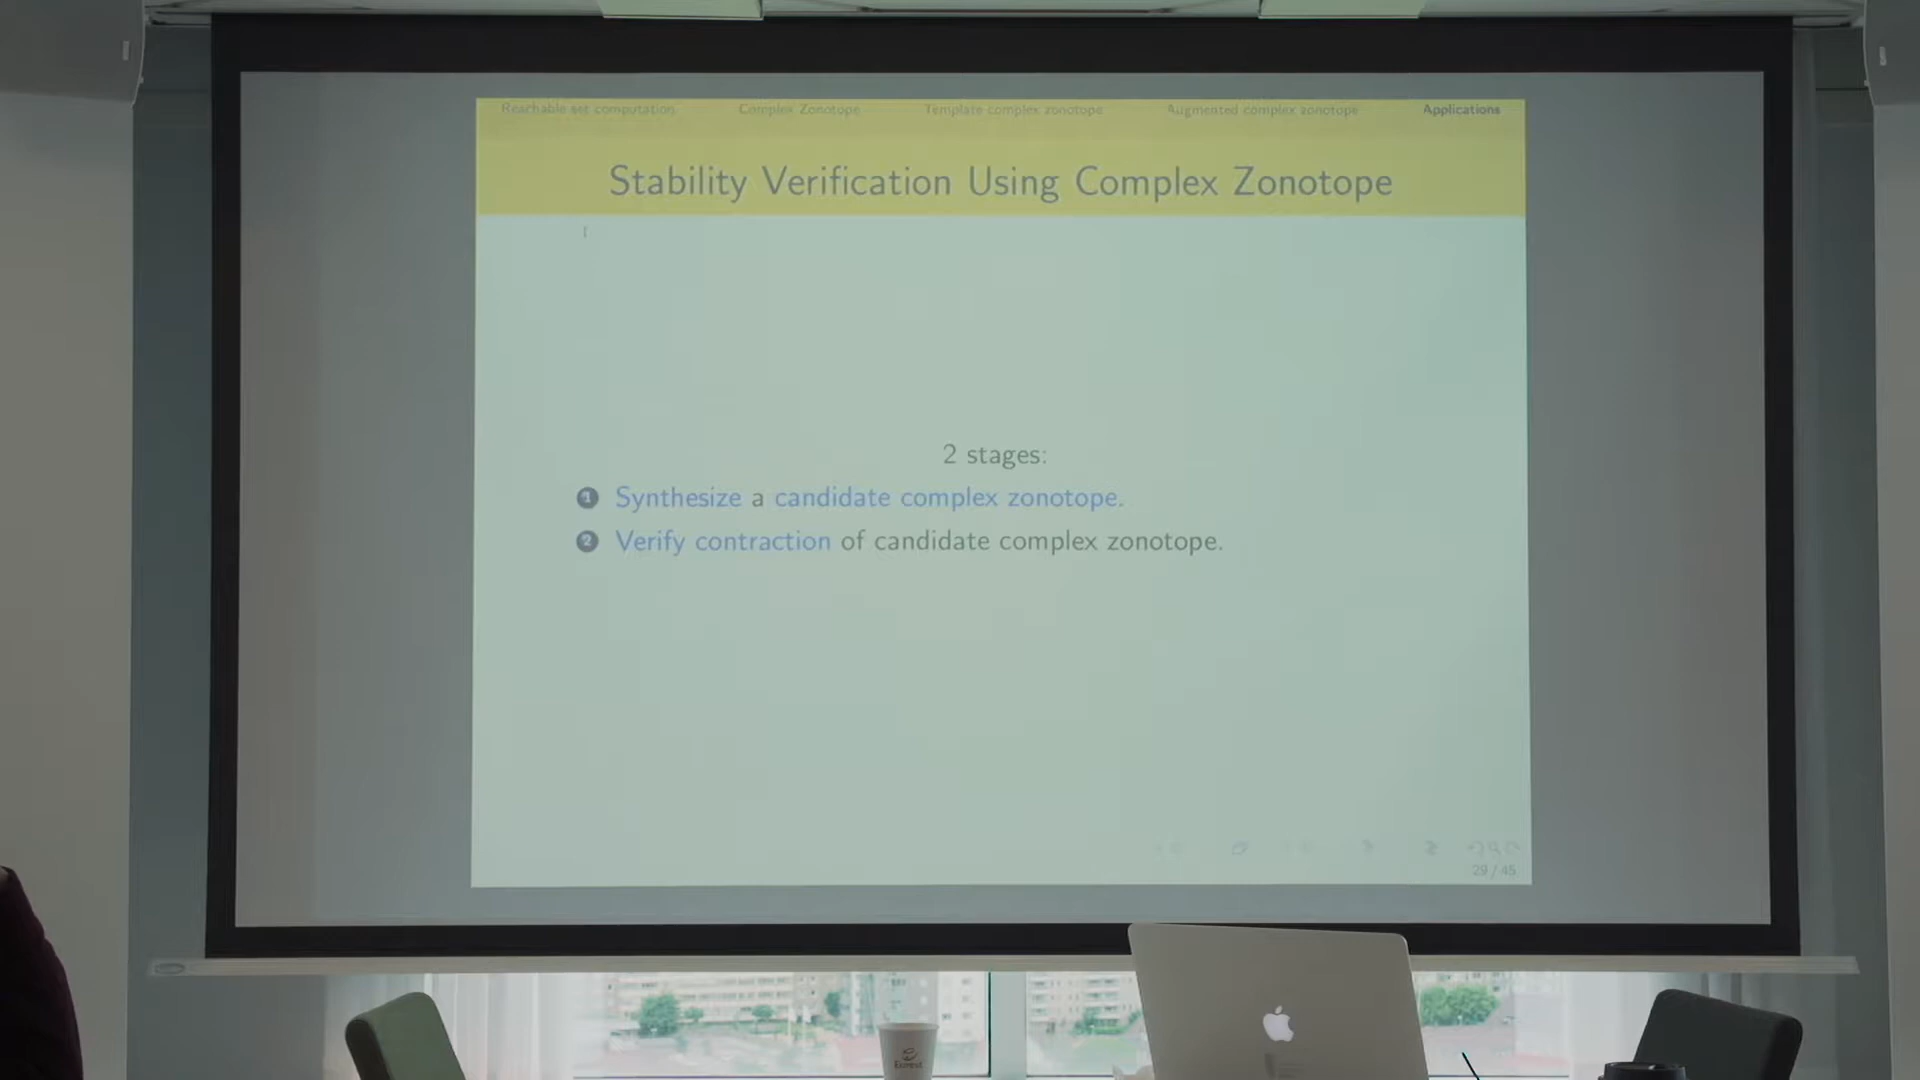 Reachable set computation Complex Zonotope Template complex zonotope Augmented complex zonotope Applications
Stability Verification Using Complex Zonotope
2 stages:
1 Synthesize a candidate complex zonotope.
2 Verify contraction of candidate complex zonotope.
29 / 45